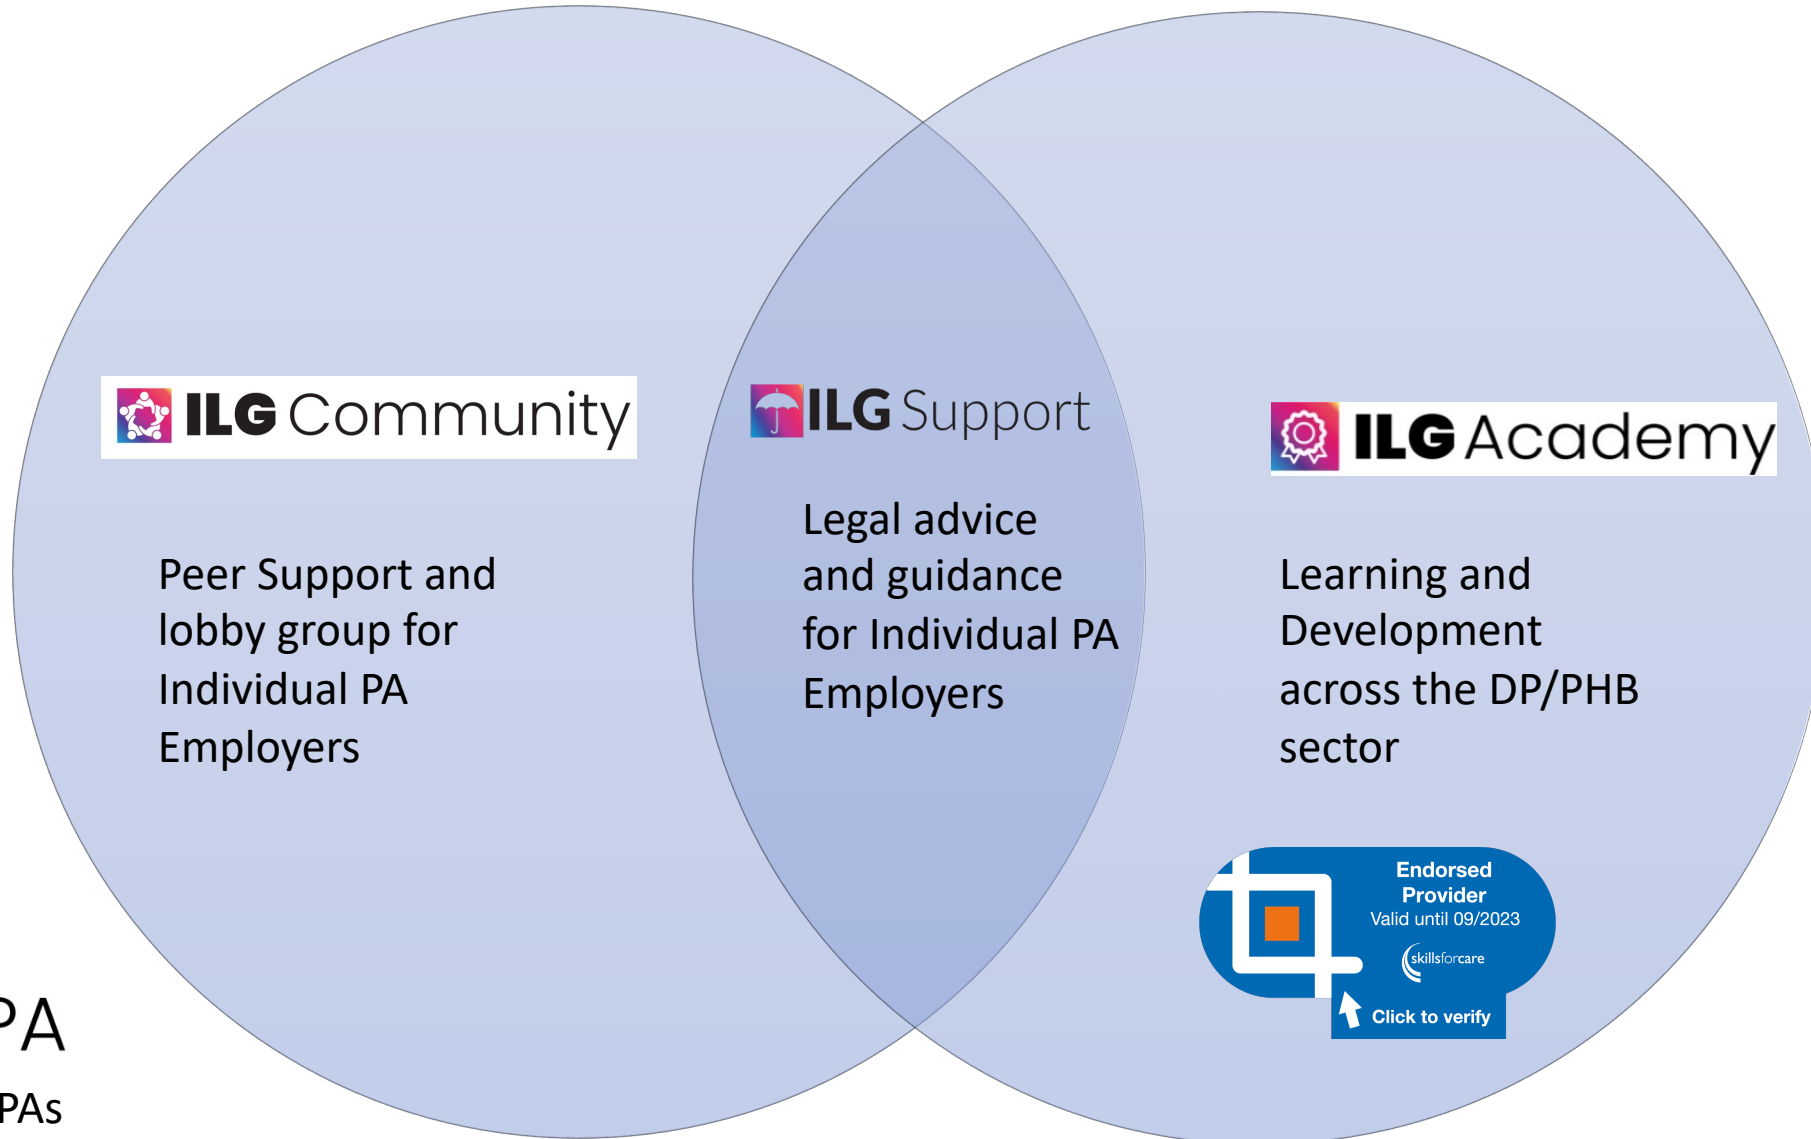 ILG Community
Peer Support and
lobby group for
Individual PA
Employers
ILG Support
Legal advice
and guidance
for Individual PA
Employers
ILG Academy
Learning and
Development
across the DP/PHB
sector
Endorsed
Provider
Valid until 09/2023
skillsforcare
Click to verify
PA
PAs